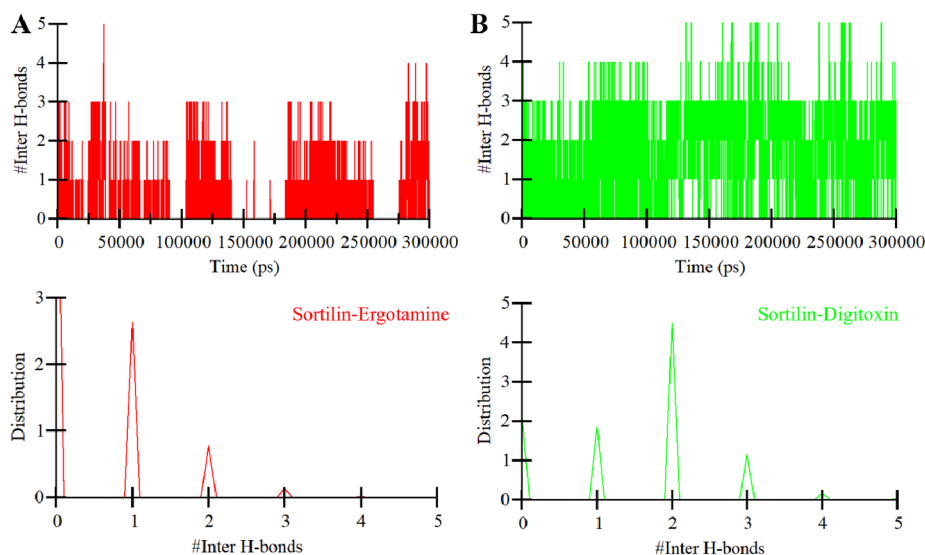 A
#Inter H-bonds
5
4
3
2
1
0
0 50000 100000 150000 200000 250000 300000
Time (ps)
B
#Inter H-bonds
5
4
3
2
1
0
0 50000 100000 150000 200000 250000 300000
Time (ps)
Sortilin-Ergotamine
Distribution
3
2
1
0
0 1 2 3 4 5
#Inter H-bonds
Sortilin-Digitoxin
Distribution
5
4
3
2
1
0
0 1 2 3 4 5
#Inter H-bonds